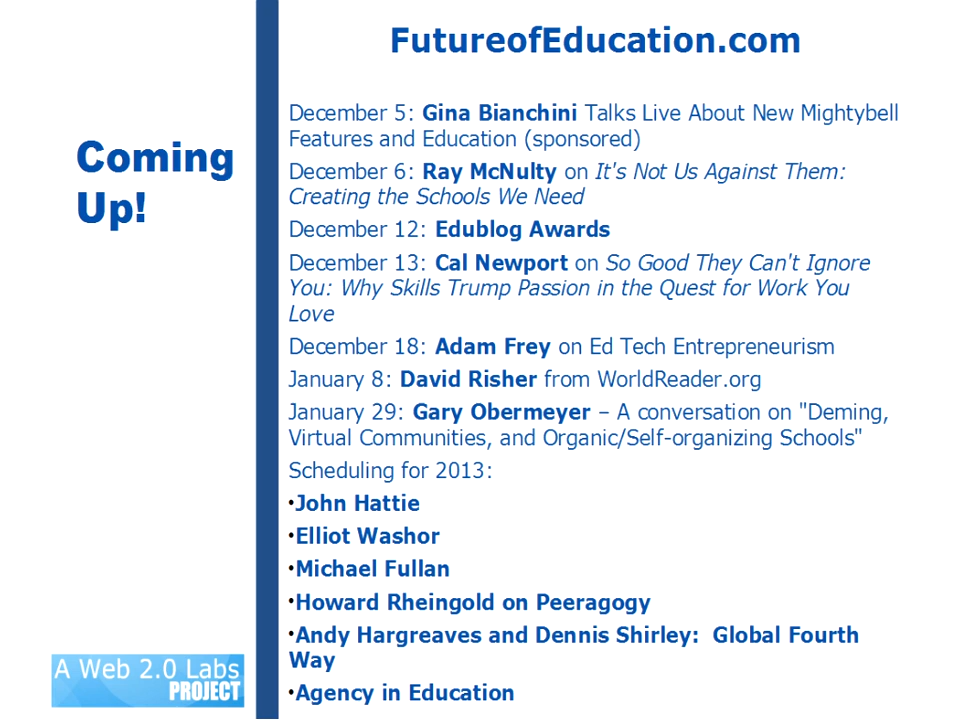 FutureofEducation.com
Coming
Up!
December 5: Gina Bianchini Talks Live About New Mightybell
Features and Education (sponsored)
December 6: Ray McNulty on It's Not Us Against Them:
Creating the Schools We Need
December 12: Edublog Awards
December 13: Cal Newport on So Good They Can't Ignore
You: Why Skills Trump Passion in the Quest for Work You
Love
December 18: Adam Frey on Ed Tech Entrepreneurism
January 8: David Risher from WorldReader.org
January 29: Gary Obermeyer – A conversation on "Deming,
Virtual Communities, and Organic/Self-organizing Schools"
Scheduling for 2013:
•John Hattie
•Elliot Washor
•Michael Fullan
•Howard Rheingold on Peeragogy
•Andy Hargreaves and Dennis Shirley:  Global Fourth
Way
•Agency in Education
A Web 2.0 Labs
PROJECT